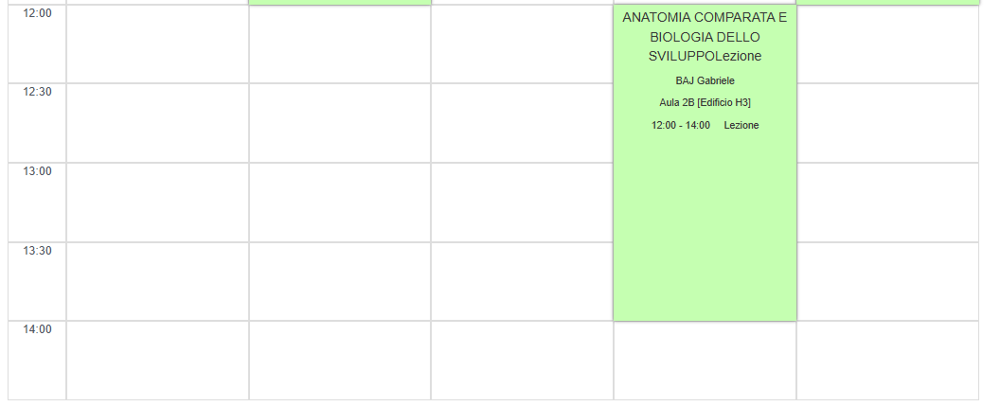 12:00
ANATOMIA COMPARATA E
BIOLOGIA DELLO
SVILUPPOLezione
BAJ Gabriele
12:30
Aula 2B [Edificio H3]
12:00 - 14:00 Lezione
13:00
13:30
14:00